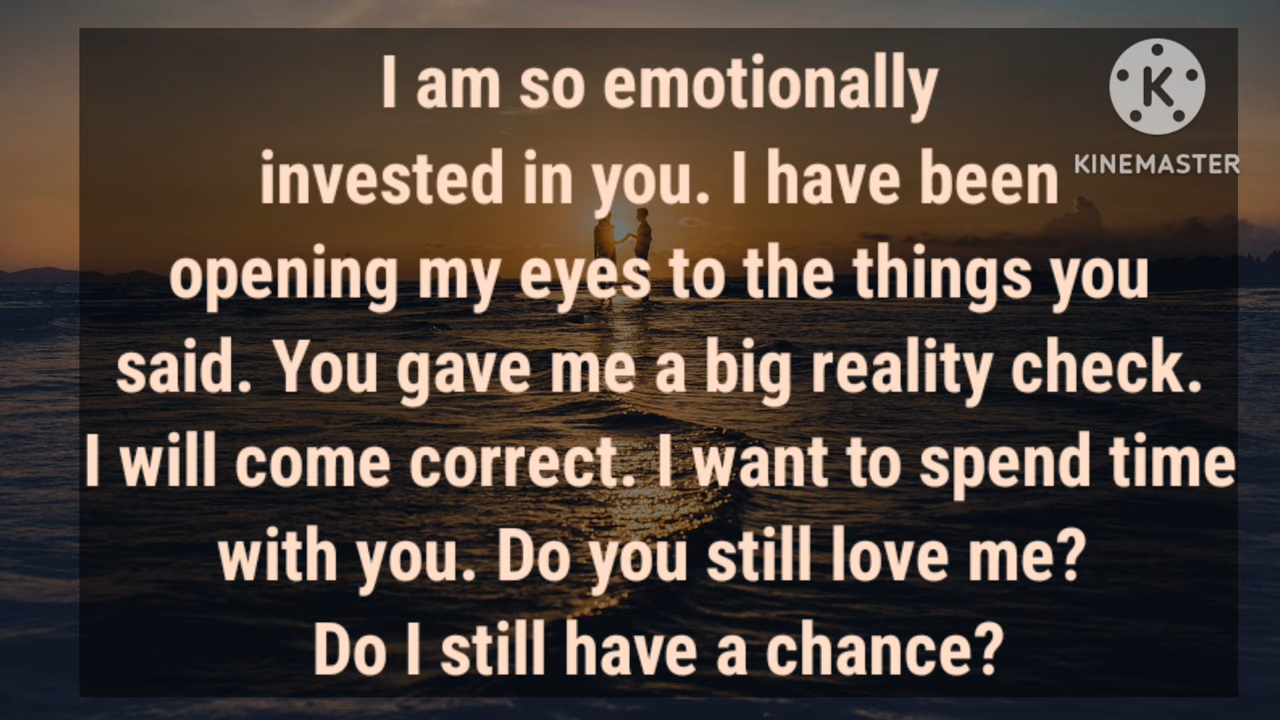 I am so emotionally
invested in you. I have been
opening my eyes to the things you
said. You gave me a big reality check.
I will come correct. I want to spend time
with you. Do you still love me?
Do I still have a chance?
K
KINEMASTER